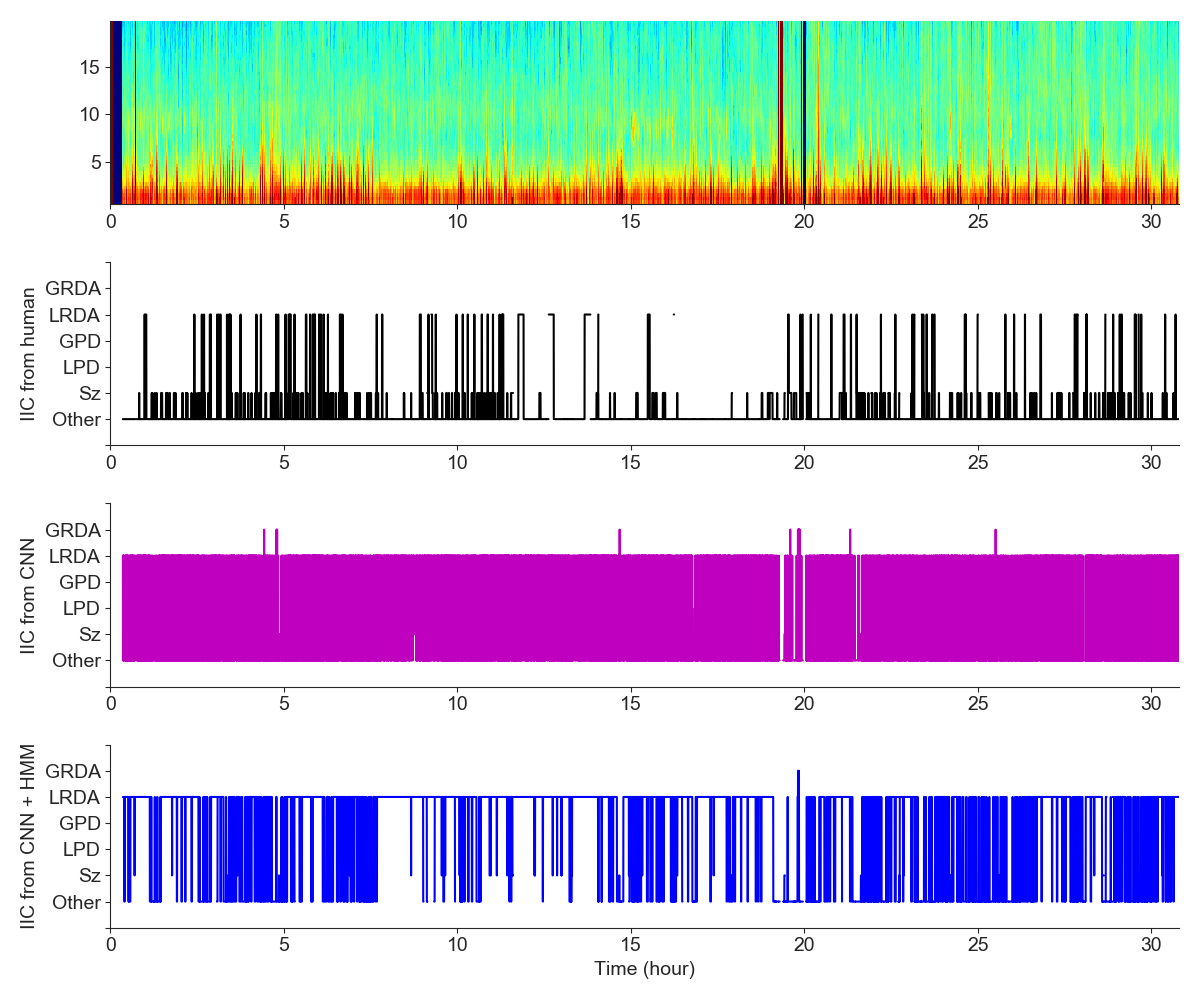 15
10
5
0 5 10 15 20 25 30
IIC from human
GRDA
LRDA
GPD
LPD
Sz
Other
0 5 10 15 20 25 30
IIC from CNN
GRDA
LRDA
GPD
LPD
Sz
Other
0 5 10 15 20 25 30
IIC from CNN + HMM
GRDA
LRDA
GPD
LPD
Sz
Other
0 5 10 15 20 25 30
Time (hour)